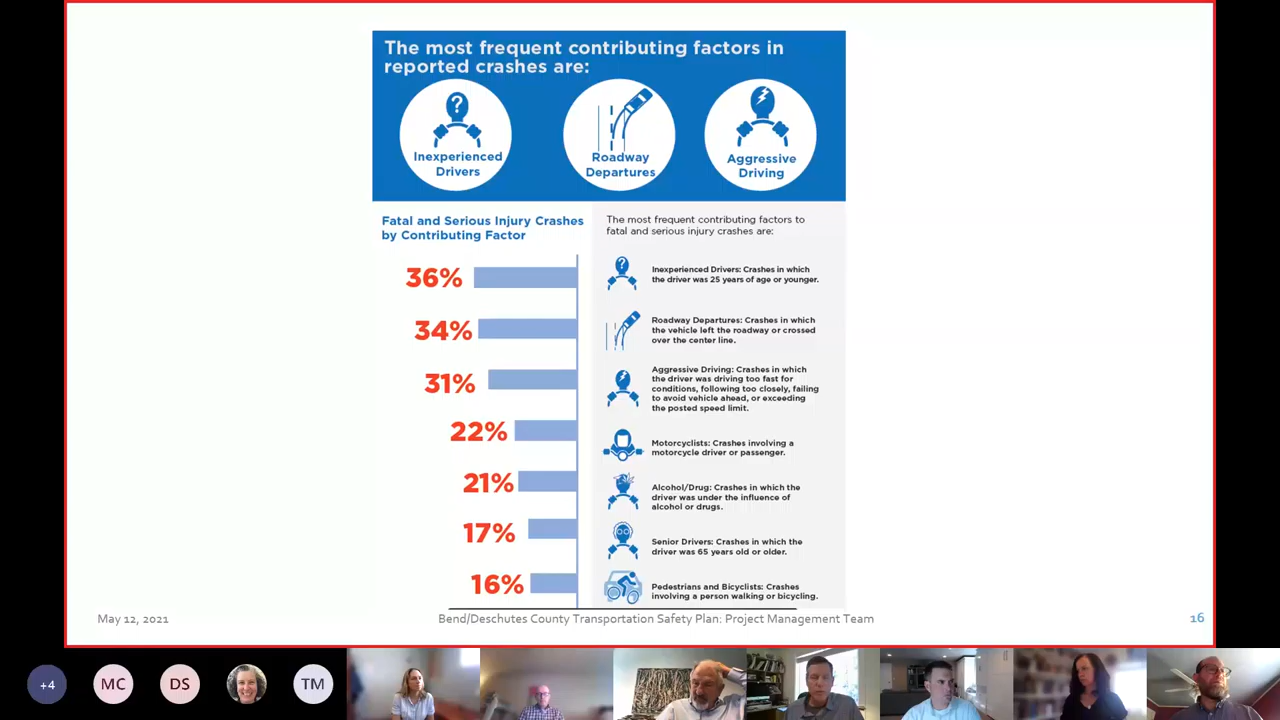 The most frequent contributing factors in
reported crashes are:
?
Inexperienced
Drivers
Roadway
Departures
Aggressive
Driving
Fatal and Serious Injury Crashes
by Contributing Factor
36%
34%
31%
22%
21%
17%
16%
The most frequent contributing factors to
fatal and serious injury crashes are:
?
Inexperienced Drivers: Crashes in which
the driver was 25 years of age or younger.
Roadway Departures: Crashes in which
the vehicle left the roadway or crossed
over the center line.
Aggressive Driving: Crashes in which
the driver was driving too fast for
conditions, following too closely, failing
to avoid vehicle ahead, or exceeding
the posted speed limit.
Motorcyclists: Crashes involving a
motorcycle driver or passenger.
Alcohol/Drug: Crashes in which the
driver was under the influence of
alcohol or drugs.
Senior Drivers: Crashes in which the
driver was 65 years old or older.
Pedestrians and Bicyclists: Crashes
involving a person walking or bicycling.
May 12, 2021
Bend/Deschutes County Transportation Safety Plan: Project Management Team
16
+4
MC
DS
TM